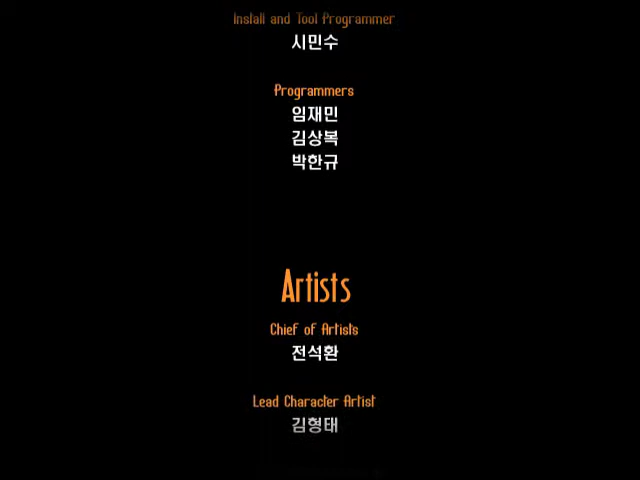 Install and Tool Programmer
시민수
Programmers
임재민
김상복
박한규
Artists
Chief of Artists
전석환
Lead Character Artist
김형태